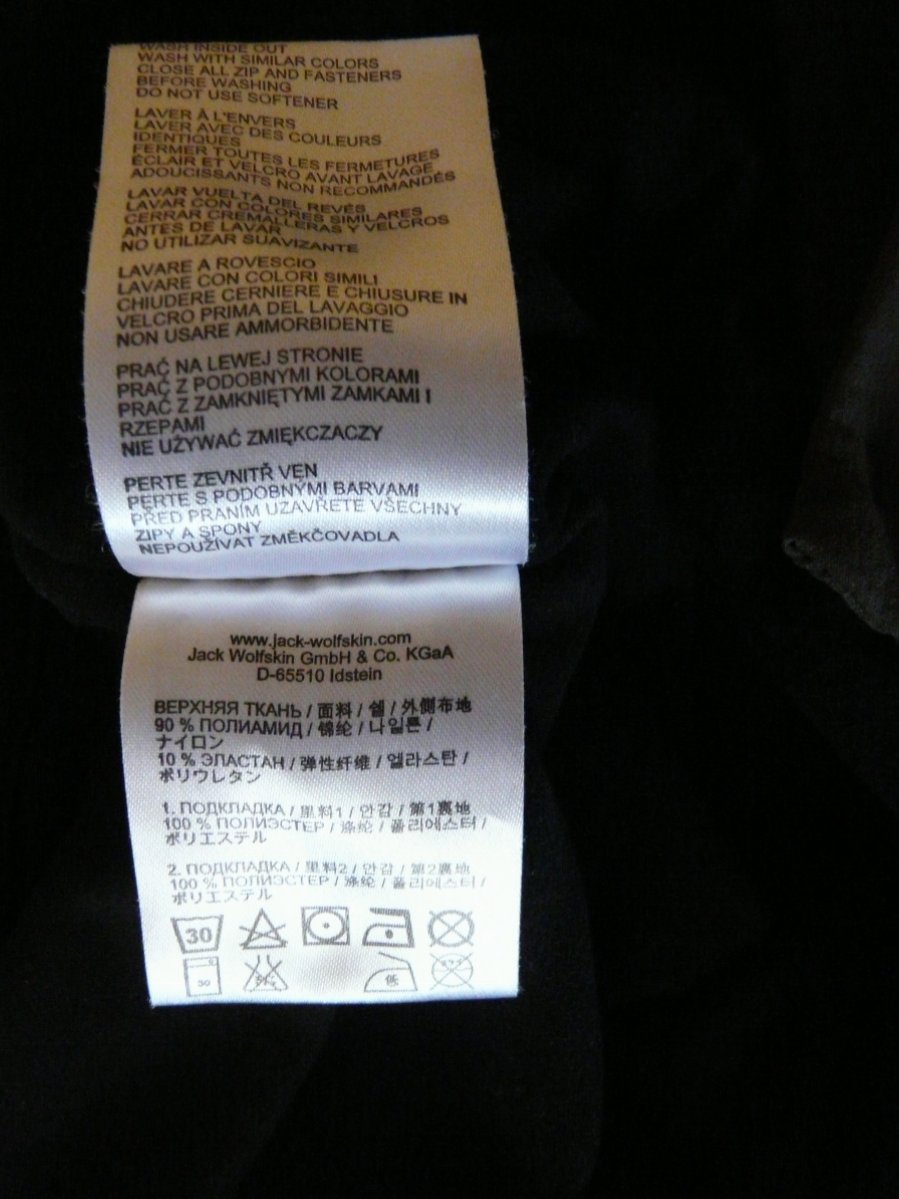 WASH INSIDE OUT
WASH WITH SIMILAR COLORS
CLOSE ALL ZIP AND FASTENERS
BEFORE WASHING
DO NOT USE SOFTENER
LAVER À L'ENVERS
LAVER AVEC DES COULEURS
IDENTIQUES
FERMER TOUTES LES FERMETURES
ÉCLAIR ET VELCRO AVANT LAVAGE
ADOUCISSANTS NON RECOMMANDÉS
LAVAR VUELTA DEL REVÉS
LAVAR CON COLORES SIMILARES
CERRAR CREMALLERAS Y VELCROS
ANTES DE LAVAR
NO UTILIZAR SUAVIZANTE
LAVARE A ROVESCIO
LAVARE CON COLORI SIMILI
CHIUDERE CERNIERE E CHIUSURE IN
VELCRO PRIMA DEL LAVAGGIO
NON USARE AMMORBIDENTE
PRAĆ NA LEWEJ STRONIE
PRAĆ Z PODOBNYMI KOLORAMI
PRAĆ Z ZAMKNIĘTYMI ZAMKAMI I
RZEPAMI
NIE UŻYWAĆ ZMIĘKCZACZY
PERTE ZEVNITŘ VEN
PERTE S PODOBNÝMI BARVAMI
PŘED PRANÍM UZAVŘETE VŠECHNY
ZIPY A SPONY
NEPOUŽÍVAT ZMĚKČOVADLA
www.jack-wolfskin.com
Jack Wolfskin GmbH & Co. KGaA
D-65510 Idstein
ВЕРХНЯЯ ТКАНЬ / 面料 / 쉘 / 外側布地
90 % ПОЛИАМИД / 锦纶 / 나일론 /
ナイロン
10 % ЭЛАСТАН / 弹性纤维 / 엘라스탄 /
ポリウレタン
1. ПОДКЛАДКА / 里料1 / 안감 / 第1裏地
100 % ПОЛИЭСТЕР / 涤纶 / 폴리에스터 /
ポリエステル
2. ПОДКЛАДКА / 里料2 / 안감 / 第2裏地
100 % ПОЛИЭСТЕР / 涤纶 / 폴리에스터 /
ポリエステル
30
30 低 ドライ